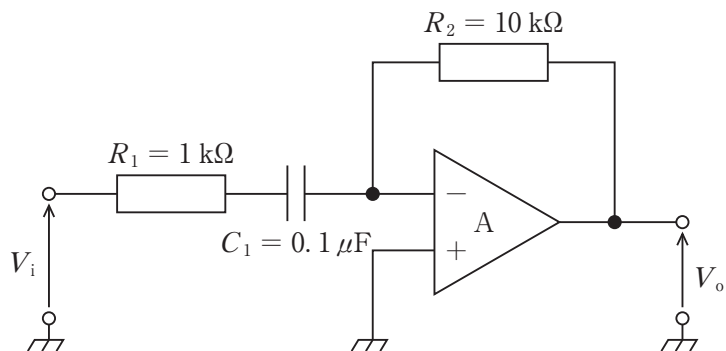 R₂ = 10 kΩ
R₁ = 1 kΩ
−
A
C₁ = 0. 1 μF
+
Vᵢ
Vₒ